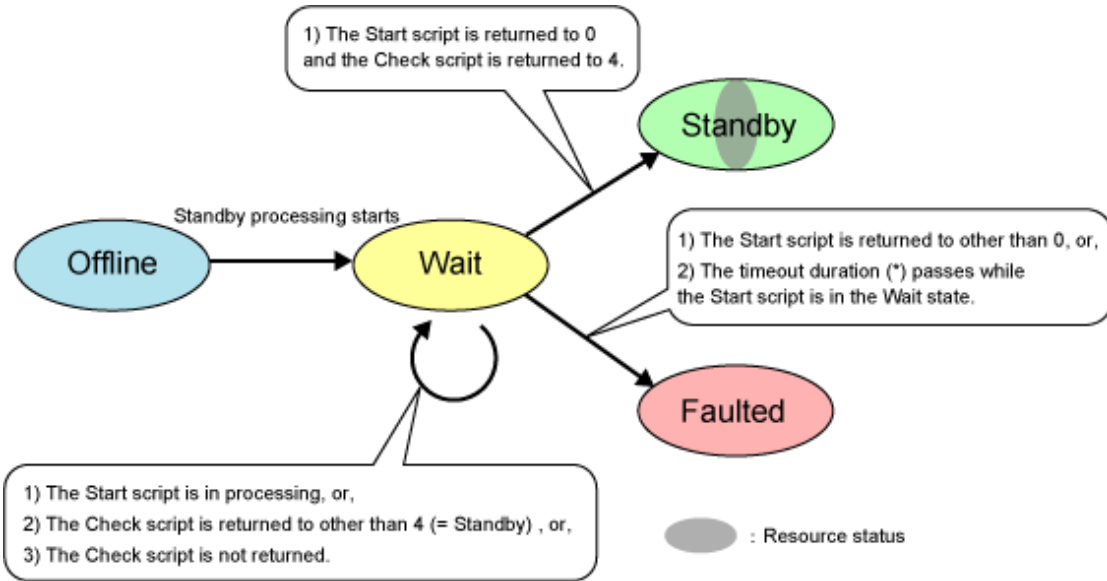 1) The Start script is returned to 0
and the Check script is returned to 4.
Standby
Standby processing starts
Offline
Wait
1) The Start script is returned to other than 0, or,
2) The timeout duration (*) passes while
the Start script is in the Wait state.
Faulted
1) The Start script is in processing, or,
2) The Check script is returned to other than 4 (= Standby) , or,
3) The Check script is not returned.
: Resource status